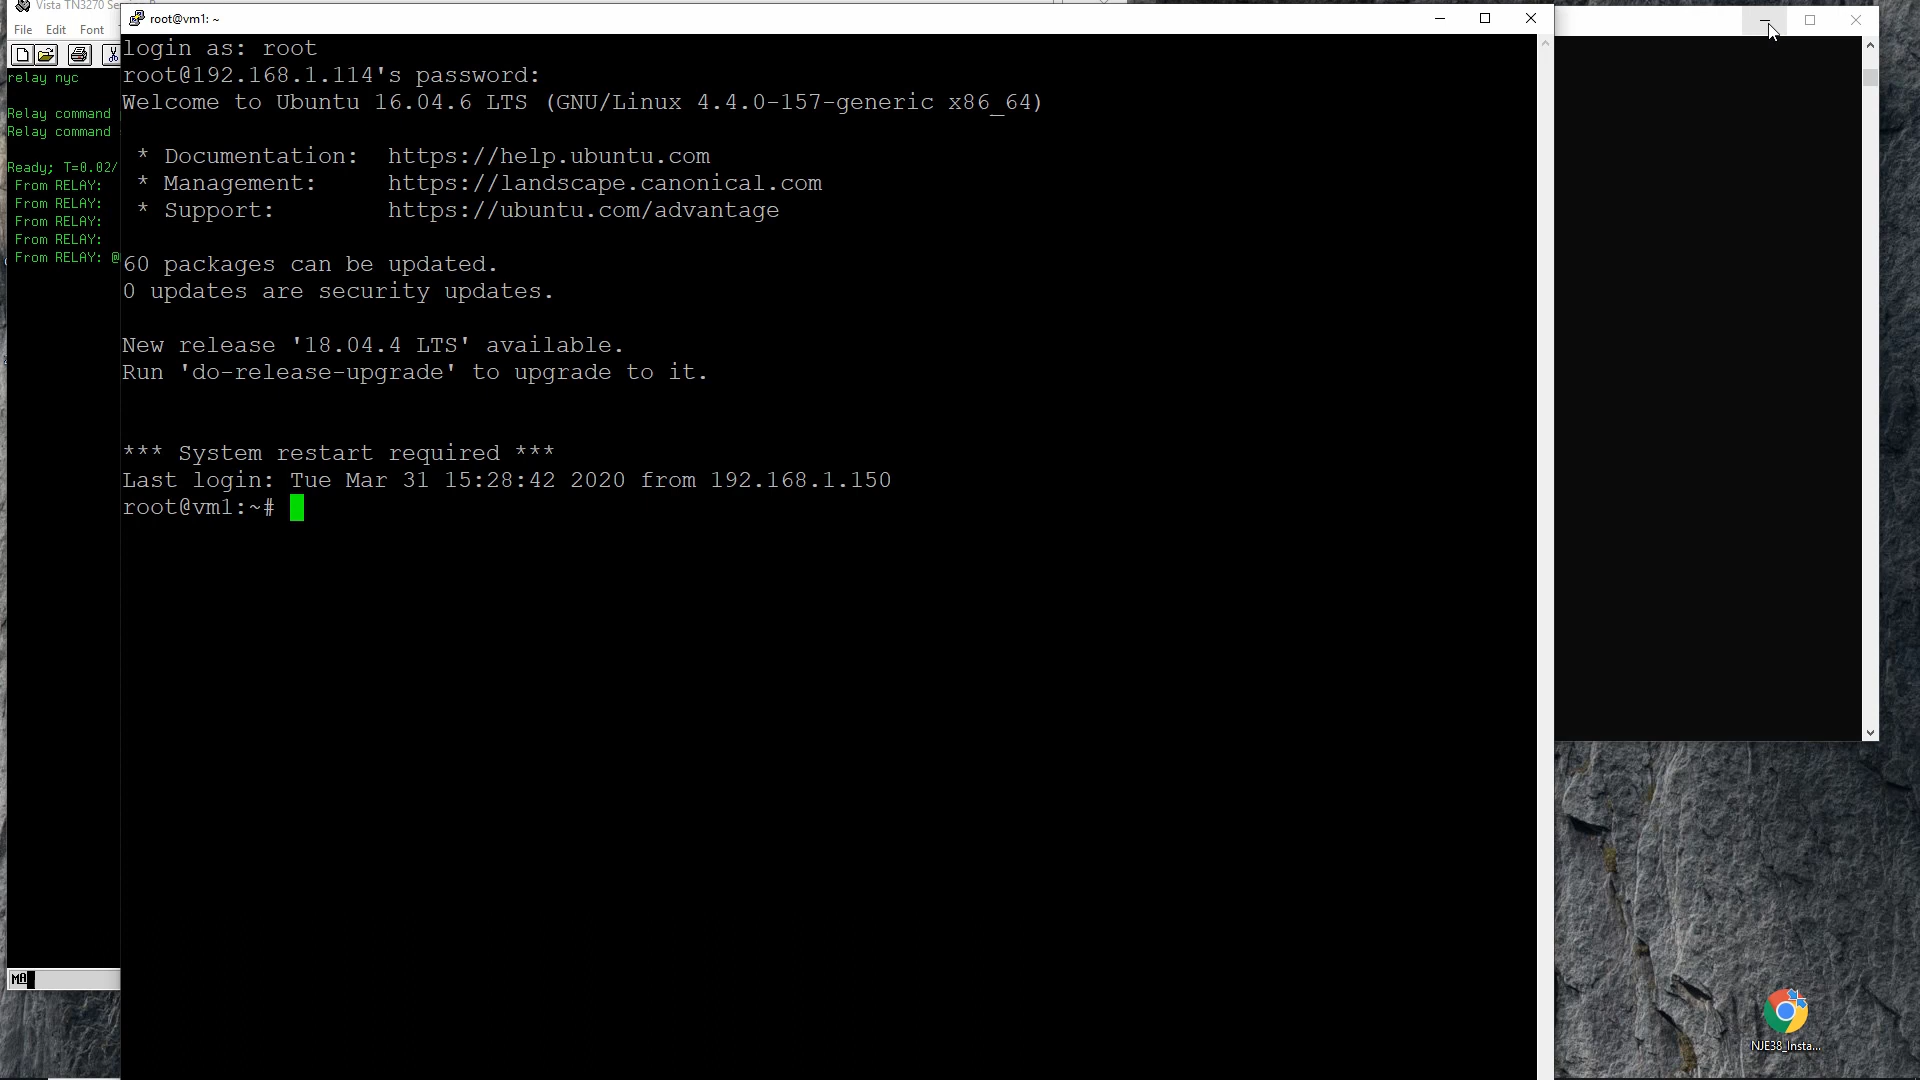 Vista TN3270
File Edit Font
relay nyc
Relay command
Relay command
Ready; T=0.02/
From RELAY:
From RELAY:
From RELAY:
From RELAY:
From RELAY: @
MA
root@vm1: ~
login as: root
root@192.168.1.114's password:
Welcome to Ubuntu 16.04.6 LTS (GNU/Linux 4.4.0-157-generic x86_64)
* Documentation:  https://help.ubuntu.com
* Management:     https://landscape.canonical.com
* Support:        https://ubuntu.com/advantage
60 packages can be updated.
0 updates are security updates.
New release '18.04.4 LTS' available.
Run 'do-release-upgrade' to upgrade to it.
*** System restart required ***
Last login: Tue Mar 31 15:28:42 2020 from 192.168.1.150
root@vm1:~#
NJE38_Insta...